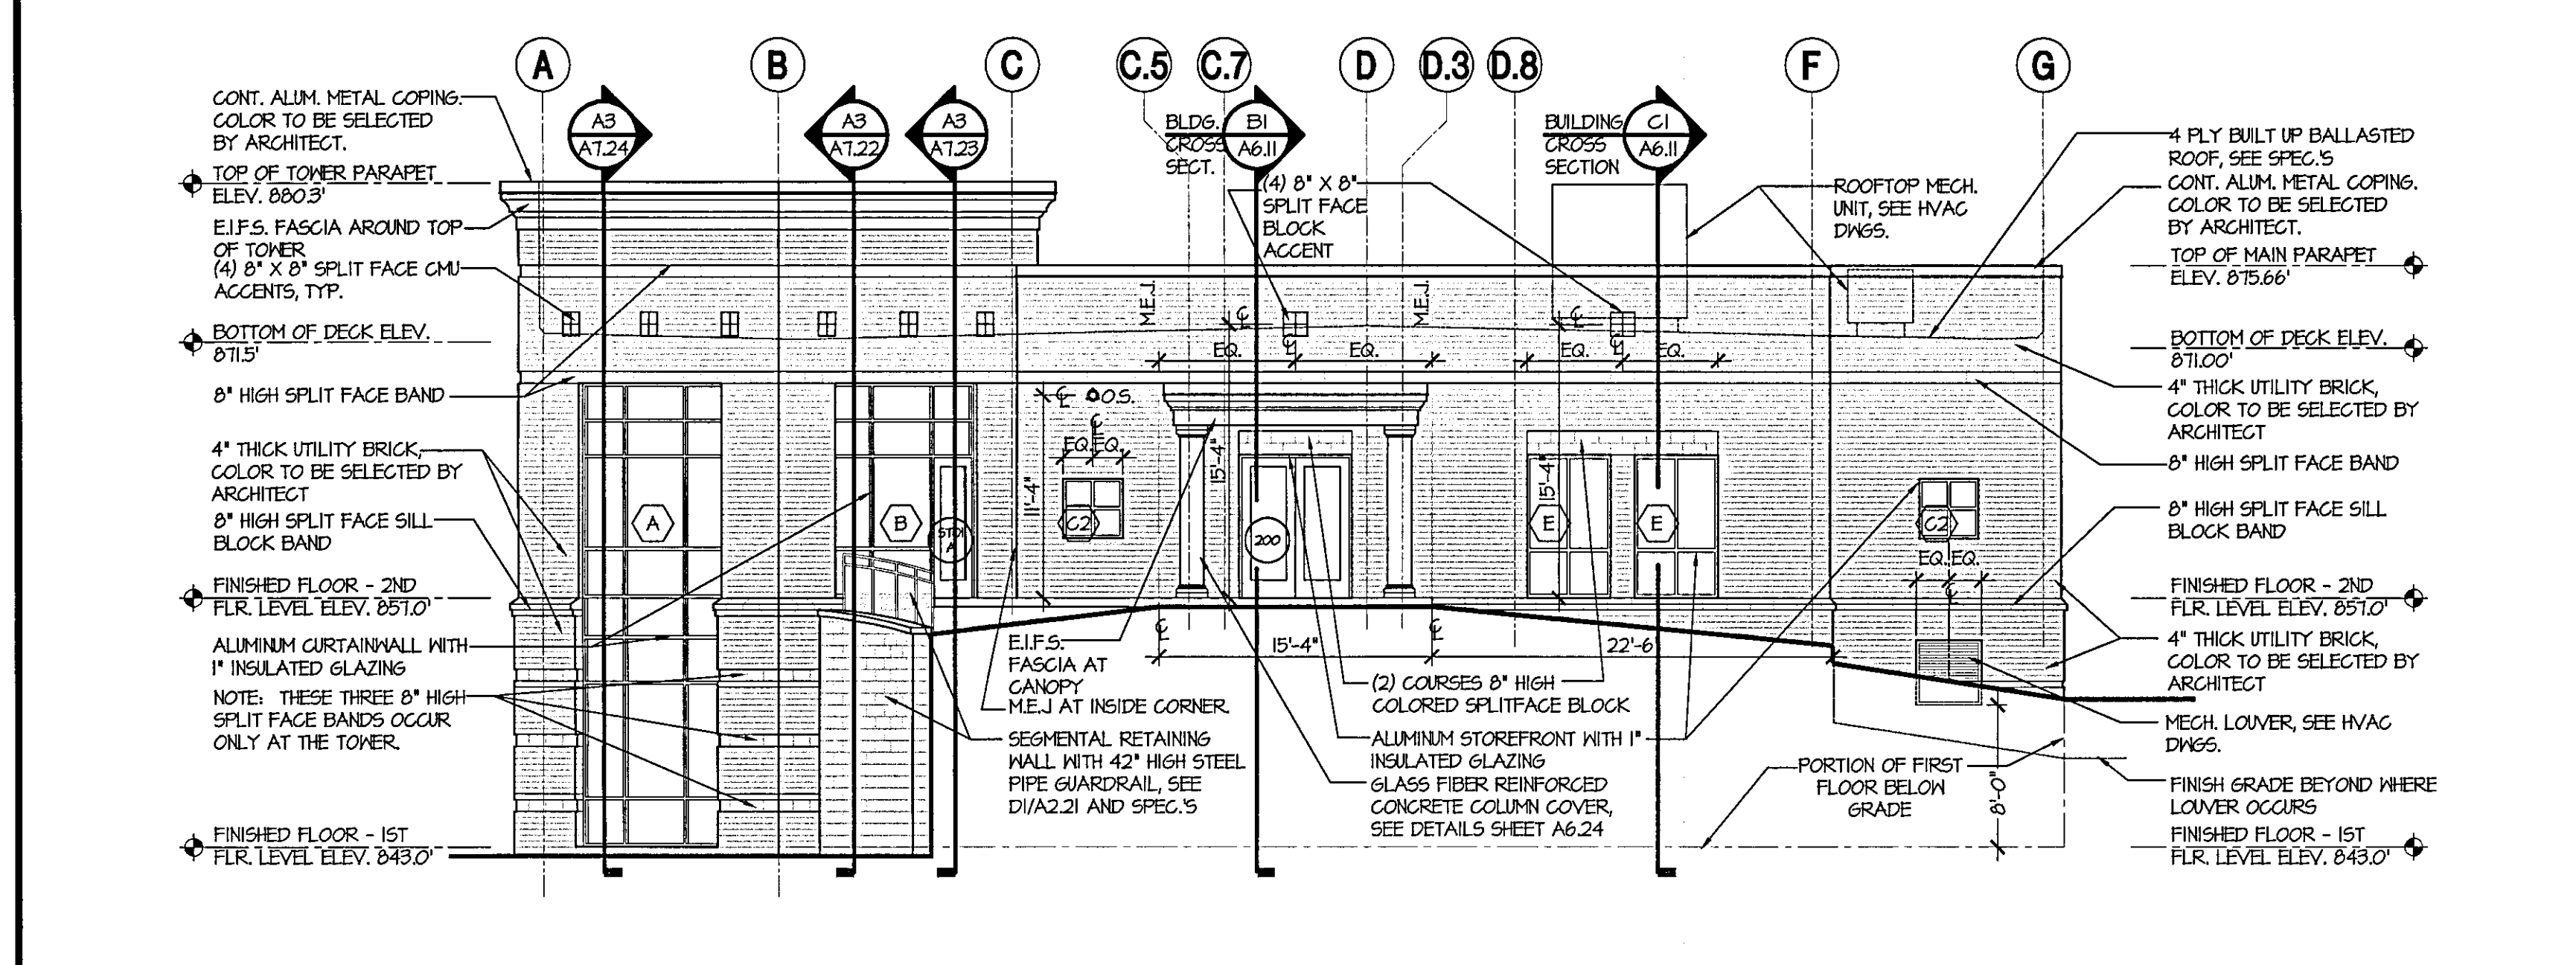 A
B
C
C.5
C.7
D
D.3
D.8
F
G
A3
A7.24
A3
A7.22
A3
A7.23
BLDG.
CROSS
SECT.
B1
A6.11
BUILDING
CROSS
SECTION
C1
A6.11
CONT. ALUM. METAL COPING.
COLOR TO BE SELECTED
BY ARCHITECT.
TOP OF TOWER PARAPET
ELEV. 880.3'
E.I.F.S. FASCIA AROUND TOP
OF TOWER
(4) 8" X 8" SPLIT FACE CMU
ACCENTS, TYP.
BOTTOM OF DECK ELEV.
871.5'
8" HIGH SPLIT FACE BAND
4" THICK UTILITY BRICK,
COLOR TO BE SELECTED BY
ARCHITECT
8" HIGH SPLIT FACE SILL
BLOCK BAND
FINISHED FLOOR - 2ND
FLR. LEVEL ELEV. 857.0'
ALUMINUM CURTAINWALL WITH
1" INSULATED GLAZING
NOTE: THESE THREE 8" HIGH
SPLIT FACE BANDS OCCUR
ONLY AT THE TOWER.
FINISHED FLOOR - 1ST
FLR. LEVEL ELEV. 843.0'
(4) 8" X 8"
SPLIT FACE
BLOCK
ACCENT
ROOFTOP MECH.
UNIT, SEE HVAC
DWGS.
M.E.J.
M.E.J.
EQ.
EQ.
EQ.
EQ.
O.S.
EQ.
EQ.
11'-4"
15'-4"
15'-4"
A
B
C2
200
E
E
C2
EQ.
EQ.
15'-4"
22'-6
E.I.F.S.
FASCIA AT
CANOPY
M.E.J AT INSIDE CORNER.
SEGMENTAL RETAINING
WALL WITH 42" HIGH STEEL
PIPE GUARDRAIL, SEE
D1/A2.21 AND SPEC.'S
(2) COURSES 8" HIGH
COLORED SPLITFACE BLOCK
ALUMINUM STOREFRONT WITH 1"
INSULATED GLAZING
GLASS FIBER REINFORCED
CONCRETE COLUMN COVER,
SEE DETAILS SHEET A6.24
PORTION OF FIRST
FLOOR BELOW
GRADE
8'-0"
4 PLY BUILT UP BALLASTED
ROOF, SEE SPEC.'S
CONT. ALUM. METAL COPING.
COLOR TO BE SELECTED
BY ARCHITECT.
TOP OF MAIN PARAPET
ELEV. 875.66'
BOTTOM OF DECK ELEV.
871.00'
4" THICK UTILITY BRICK,
COLOR TO BE SELECTED BY
ARCHITECT
8" HIGH SPLIT FACE BAND
8" HIGH SPLIT FACE SILL
BLOCK BAND
FINISHED FLOOR - 2ND
FLR. LEVEL ELEV. 857.0'
4" THICK UTILITY BRICK,
COLOR TO BE SELECTED BY
ARCHITECT
MECH. LOUVER, SEE HVAC
DWGS.
FINISH GRADE BEYOND WHERE
LOUVER OCCURS
FINISHED FLOOR - 1ST
FLR. LEVEL ELEV. 843.0'